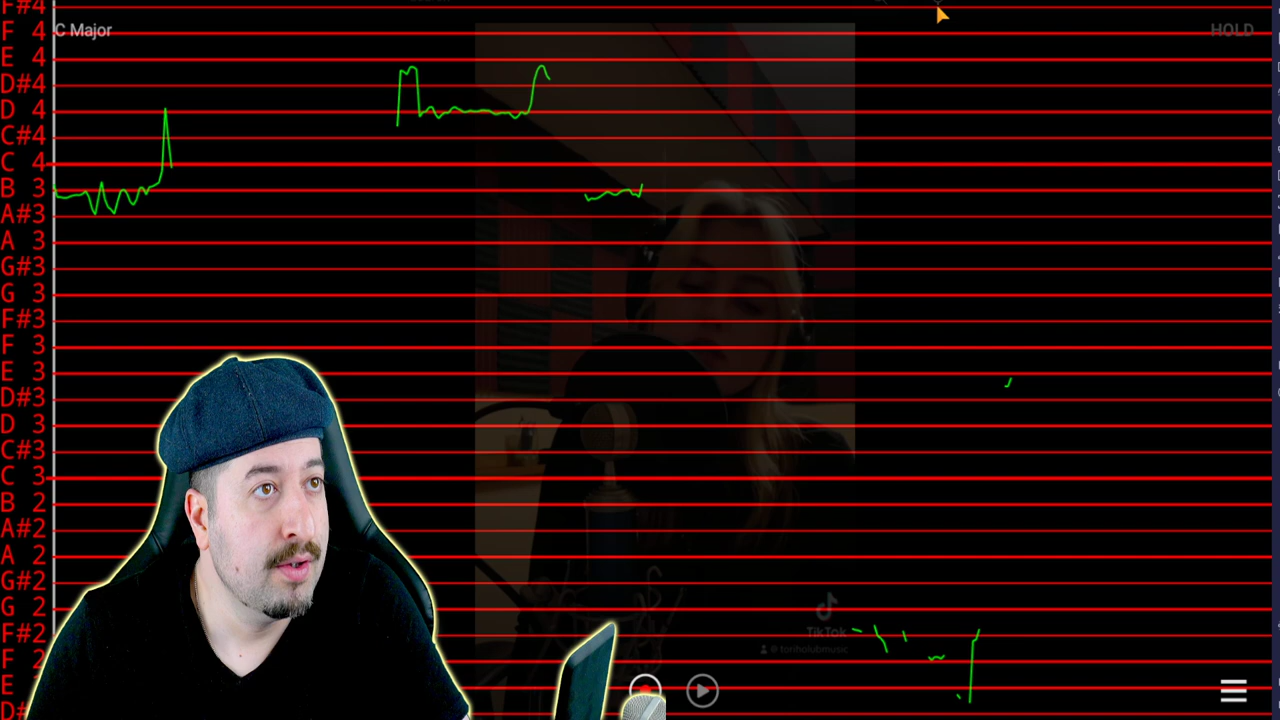 F#4
F 4
C Major
HOLD
E 4
D#4
D 4
C#4
C 4
B 3
A#3
A 3
G#3
G 3
F#3
F 3
E 3
D#3
D 3
C#3
C 3
B 2
A#2
A 2
G#2
G 2
F#2
TikTok
@toriholubmusic
F 2
E
D#